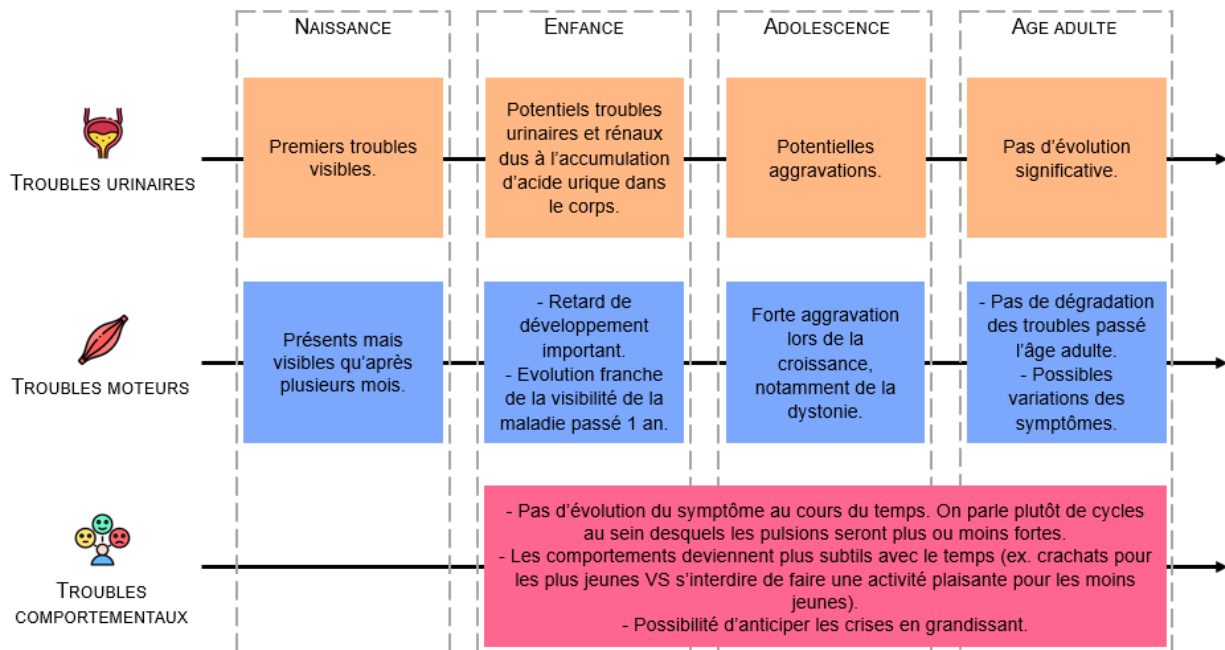 NAISSANCE
ENFANCE
ADOLESCENCE
AGE ADULTE
TROUBLES URINAIRES
Premiers troubles
visibles.
Potentiels troubles
urinaires et rénaux
dus à l'accumulation
d'acide urique dans
le corps.
Potentielles
aggravations.
Pas d'évolution
significative.
TROUBLES MOTEURS
Présents mais
visibles qu'après
plusieurs mois.
- Retard de
développement
important.
- Evolution franche
de la visibilité de la
maladie passé 1 an.
Forte aggravation
lors de la
croissance,
notamment de la
dystonie.
- Pas de dégradation
des troubles passé
l'âge adulte.
- Possibles
variations des
symptômes.
TROUBLES
COMPORTEMENTAUX
- Pas d'évolution du symptôme au cours du temps. On parle plutôt de cycles
au sein desquels les pulsions seront plus ou moins fortes.
- Les comportements deviennent plus subtils avec le temps (ex. crachats pour
les plus jeunes VS s'interdire de faire une activité plaisante pour les moins
jeunes).
- Possibilité d'anticiper les crises en grandissant.